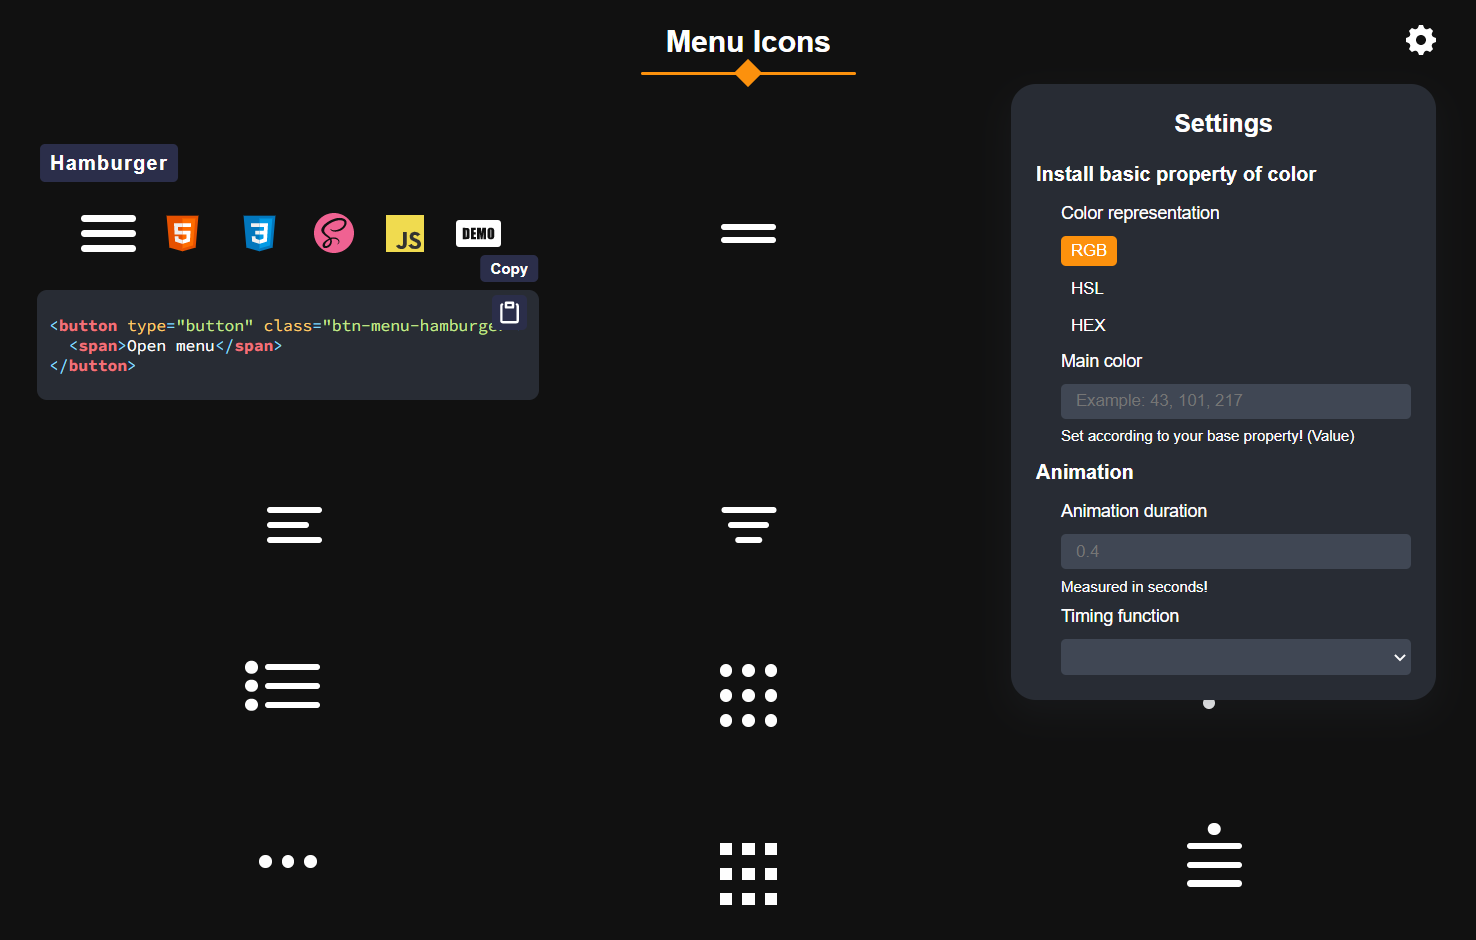 Menu Icons
Hamburger
5
3
S
JS
DEMO
Copy
<button type="button" class="btn-menu-hamburge
<span>Open menu</span>
</button>
Settings
Install basic property of color
Color representation
RGB
HSL
HEX
Main color
Example: 43, 101, 217
Set according to your base property! (Value)
Animation
Animation duration
0.4
Measured in seconds!
Timing function